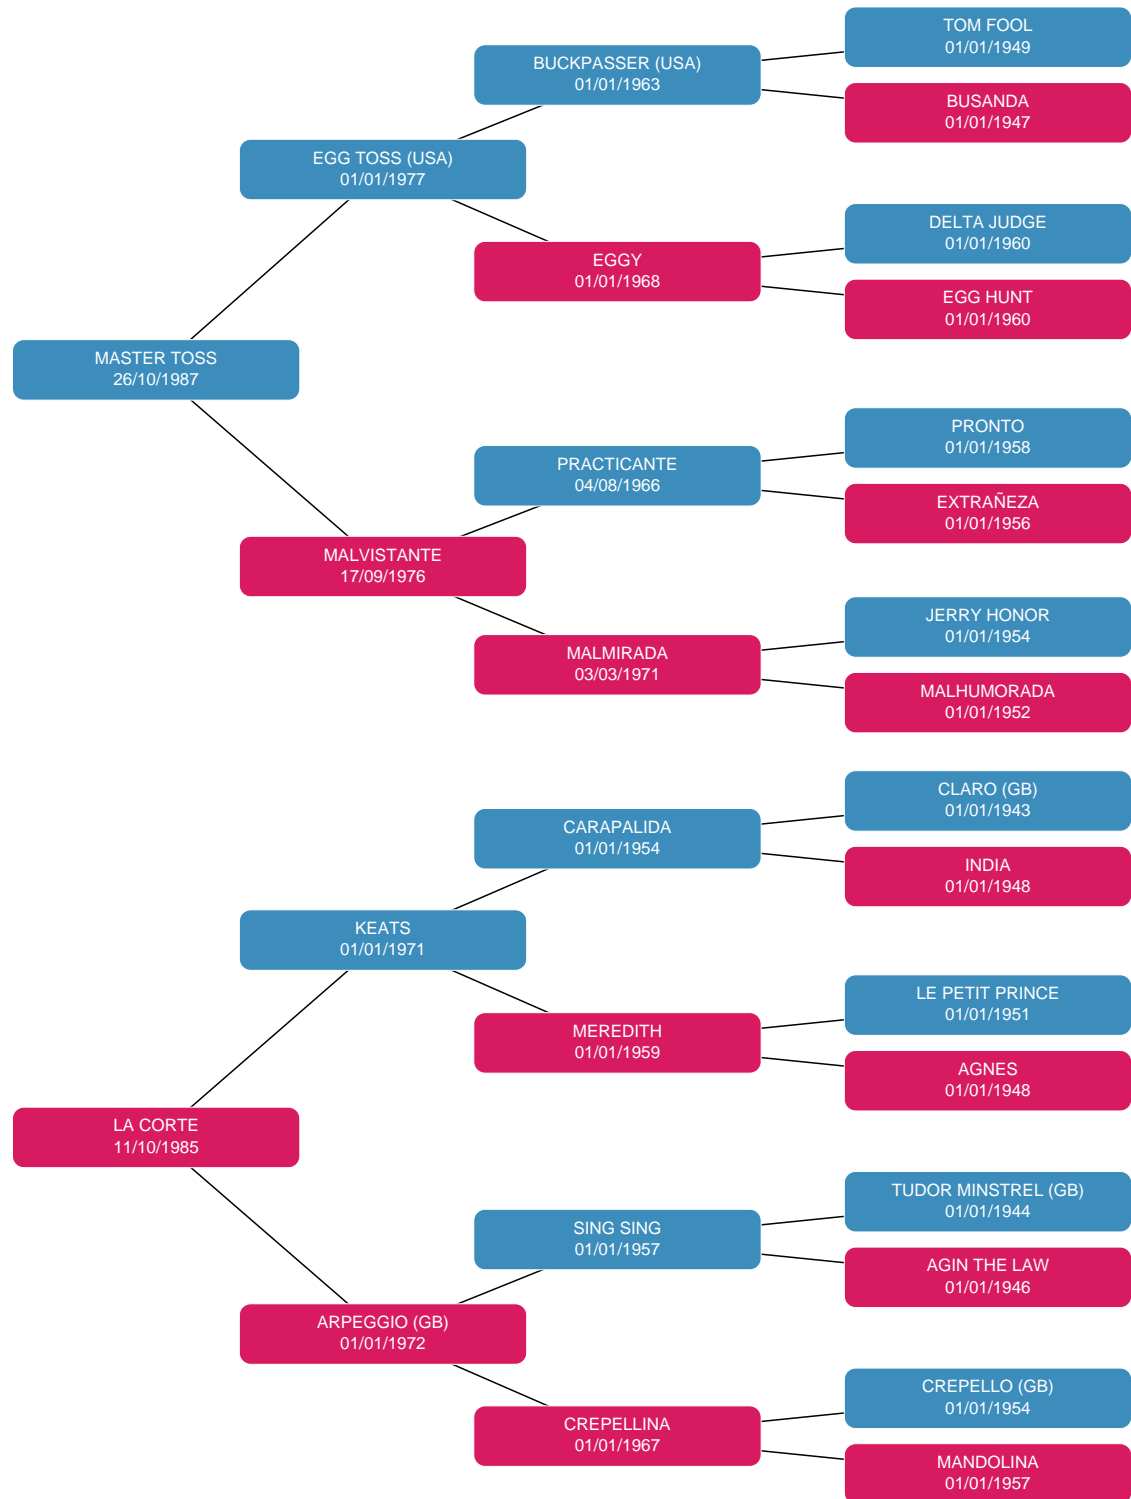 TOM FOOL
01/01/1949
BUCKPASSER (USA)
01/01/1963
BUSANDA
01/01/1947
EGG TOSS (USA)
01/01/1977
DELTA JUDGE
01/01/1960
EGGY
01/01/1968
EGG HUNT
01/01/1960
MASTER TOSS
26/10/1987
PRONTO
01/01/1958
PRACTICANTE
04/08/1966
EXTRAÑEZA
01/01/1956
MALVISTANTE
17/09/1976
JERRY HONOR
01/01/1954
MALMIRADA
03/03/1971
MALHUMORADA
01/01/1952
CLARO (GB)
01/01/1943
CARAPALIDA
01/01/1954
INDIA
01/01/1948
KEATS
01/01/1971
LE PETIT PRINCE
01/01/1951
MEREDITH
01/01/1959
AGNES
01/01/1948
LA CORTE
11/10/1985
TUDOR MINSTREL (GB)
01/01/1944
SING SING
01/01/1957
AGIN THE LAW
01/01/1946
ARPEGGIO (GB)
01/01/1972
CREPELLO (GB)
01/01/1954
CREPELLINA
01/01/1967
MANDOLINA
01/01/1957